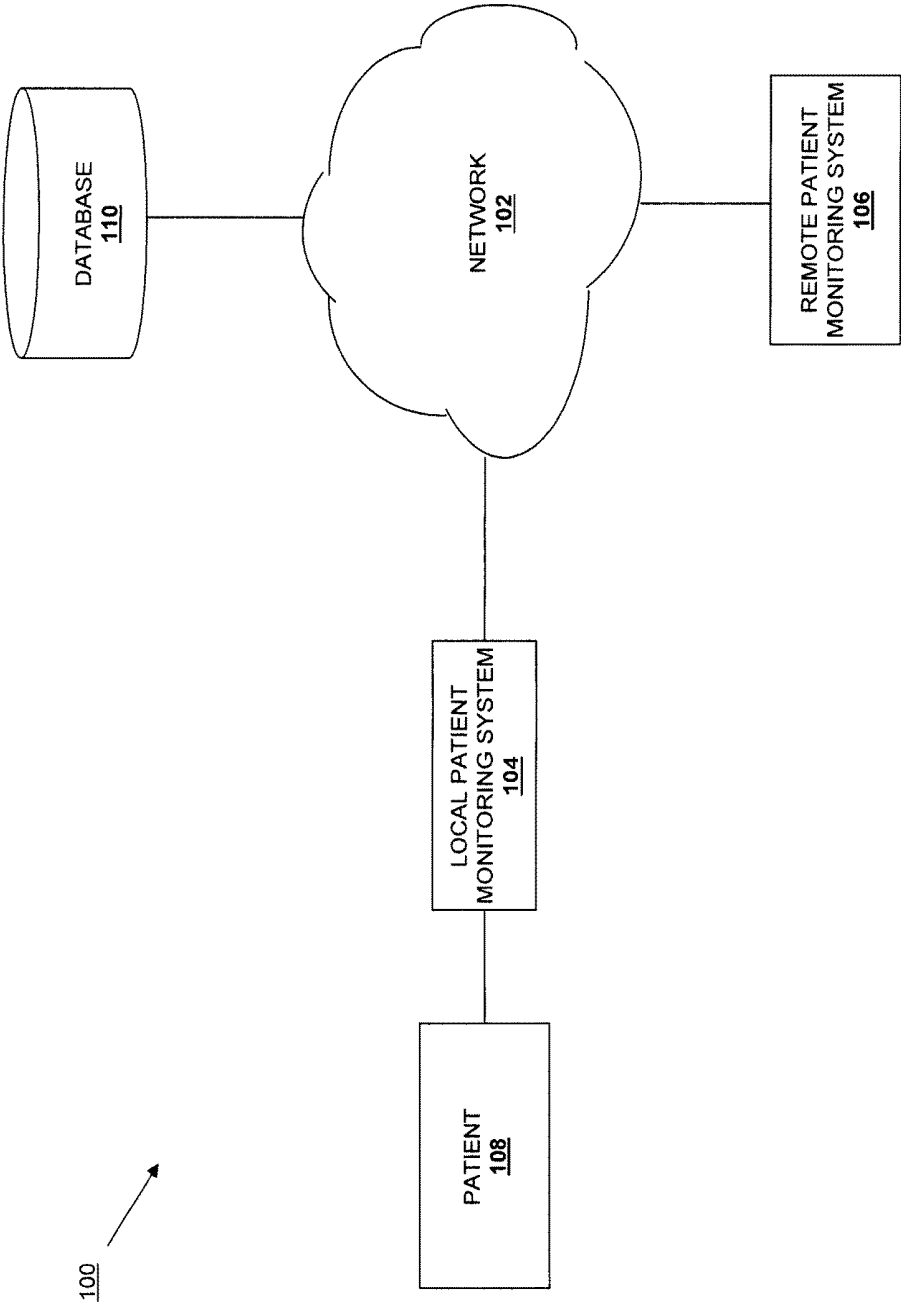 100
PATIENT
108
LOCAL PATIENT
MONITORING SYSTEM
104
NETWORK
102
DATABASE
110
REMOTE PATIENT
MONITORING SYSTEM
106